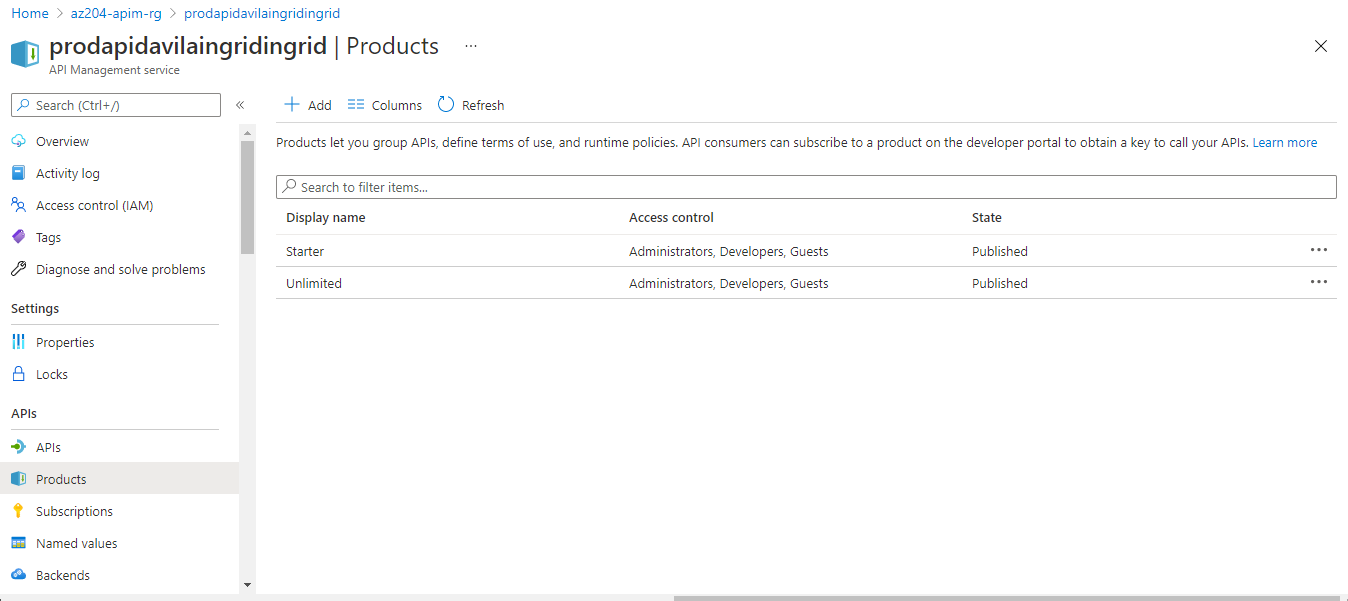 Home > az204-apim-rg > prodapidavilaingridingrid
prodapidavilaingridingrid | Products ...
API Management service
Search (Ctrl+/)
«
Overview
Activity log
Access control (IAM)
Tags
Diagnose and solve problems
Settings
Properties
Locks
APIs
APIs
Products
Subscriptions
Named values
Backends
Add Columns Refresh
Products let you group APIs, define terms of use, and runtime policies. API consumers can subscribe to a product on the developer portal to obtain a key to call your APIs. Learn more
Search to filter items...
Display name Access control State
Starter Administrators, Developers, Guests Published ...
Unlimited Administrators, Developers, Guests Published ...